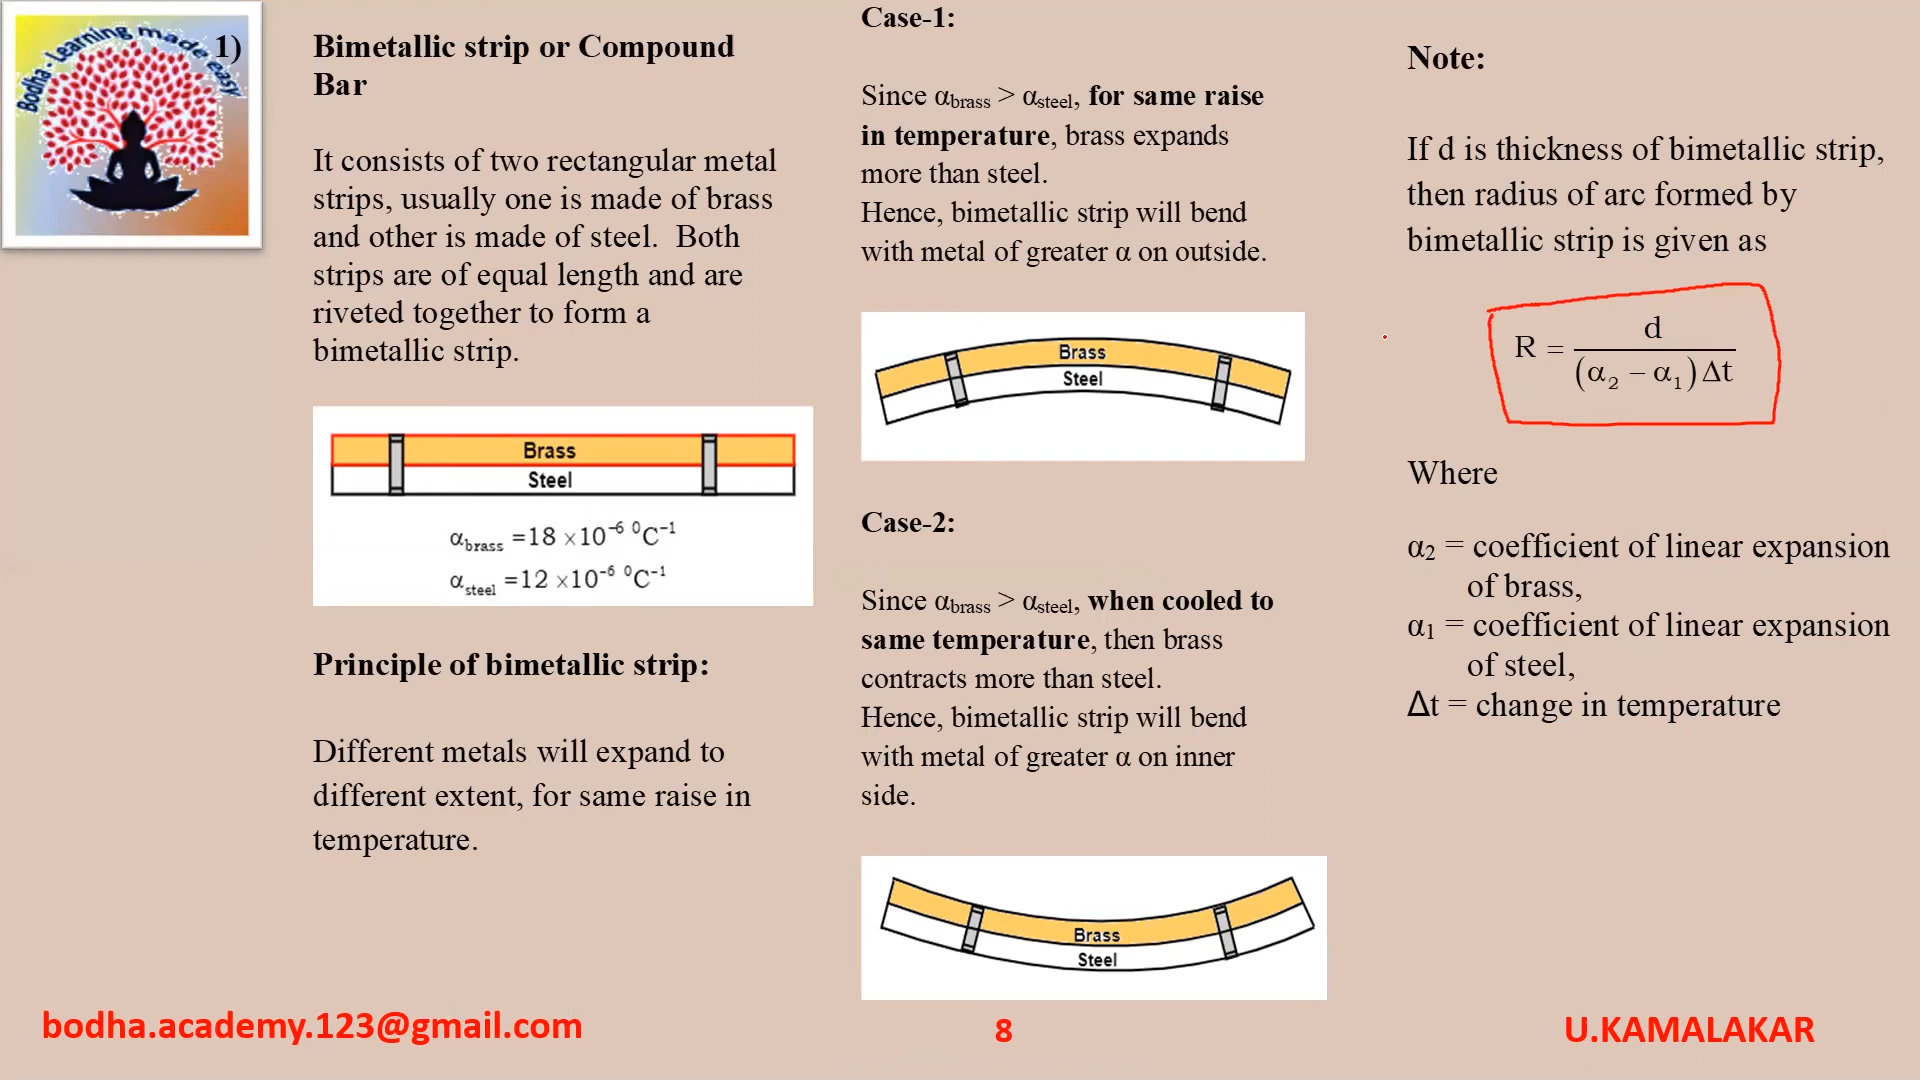 Bodha - Learning made easy
1)
Bimetallic strip or Compound
Bar
It consists of two rectangular metal
strips, usually one is made of brass
and other is made of steel.  Both
strips are of equal length and are
riveted together to form a
bimetallic strip.
Brass
Steel
α_brass =18 ×10⁻⁶ ⁰C⁻¹
α_steel =12 ×10⁻⁶ ⁰C⁻¹
Principle of bimetallic strip:
Different metals will expand to
different extent, for same raise in
temperature.
Case-1:
Since α_brass > α_steel, for same raise
in temperature, brass expands
more than steel.
Hence, bimetallic strip will bend
with metal of greater α on outside.
Brass
Steel
Case-2:
Since α_brass > α_steel, when cooled to
same temperature, then brass
contracts more than steel.
Hence, bimetallic strip will bend
with metal of greater α on inner
side.
Brass
Steel
Note:
If d is thickness of bimetallic strip,
then radius of arc formed by
bimetallic strip is given as
R = d / (α₂ − α₁) Δt
Where
α₂ = coefficient of linear expansion
of brass,
α₁ = coefficient of linear expansion
of steel,
Δt = change in temperature
bodha.academy.123@gmail.com
8
U.KAMALAKAR